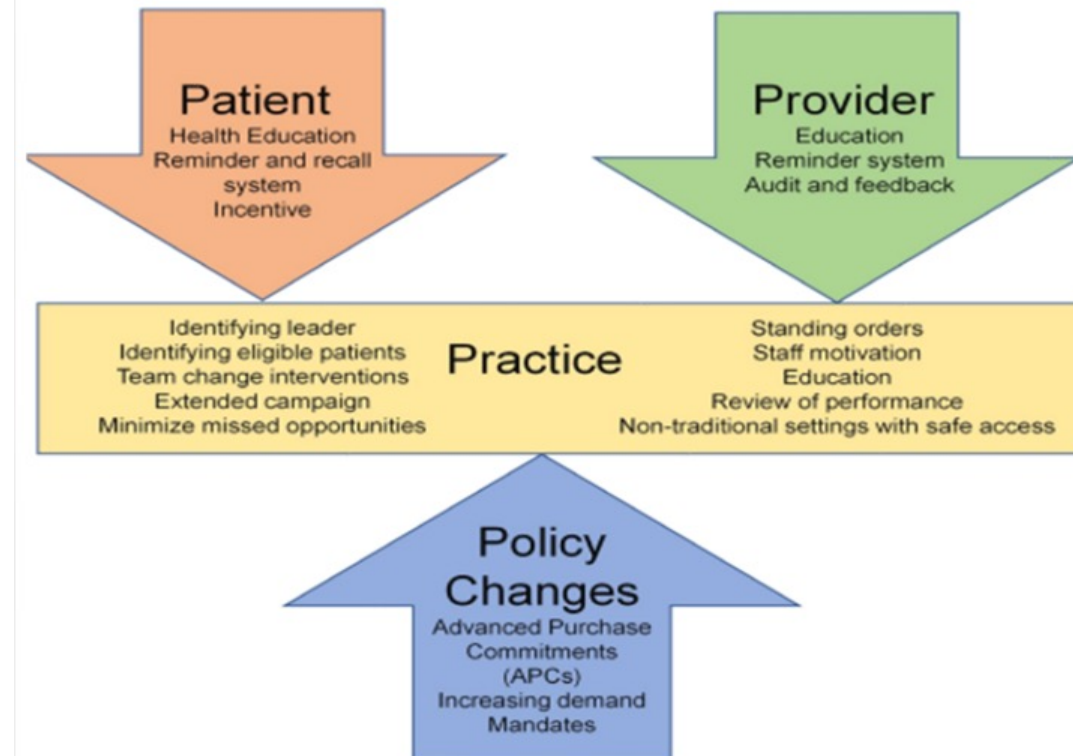 Patient
Health Education
Reminder and recall
system
Incentive
Provider
Education
Reminder system
Audit and feedback
Identifying leader
Identifying eligible patients
Team change interventions
Extended campaign
Minimize missed opportunities
Practice
Standing orders
Staff motivation
Education
Review of performance
Non-traditional settings with safe access
Policy
Changes
Advanced Purchase
Commitments
(APCs)
Increasing demand
Mandates